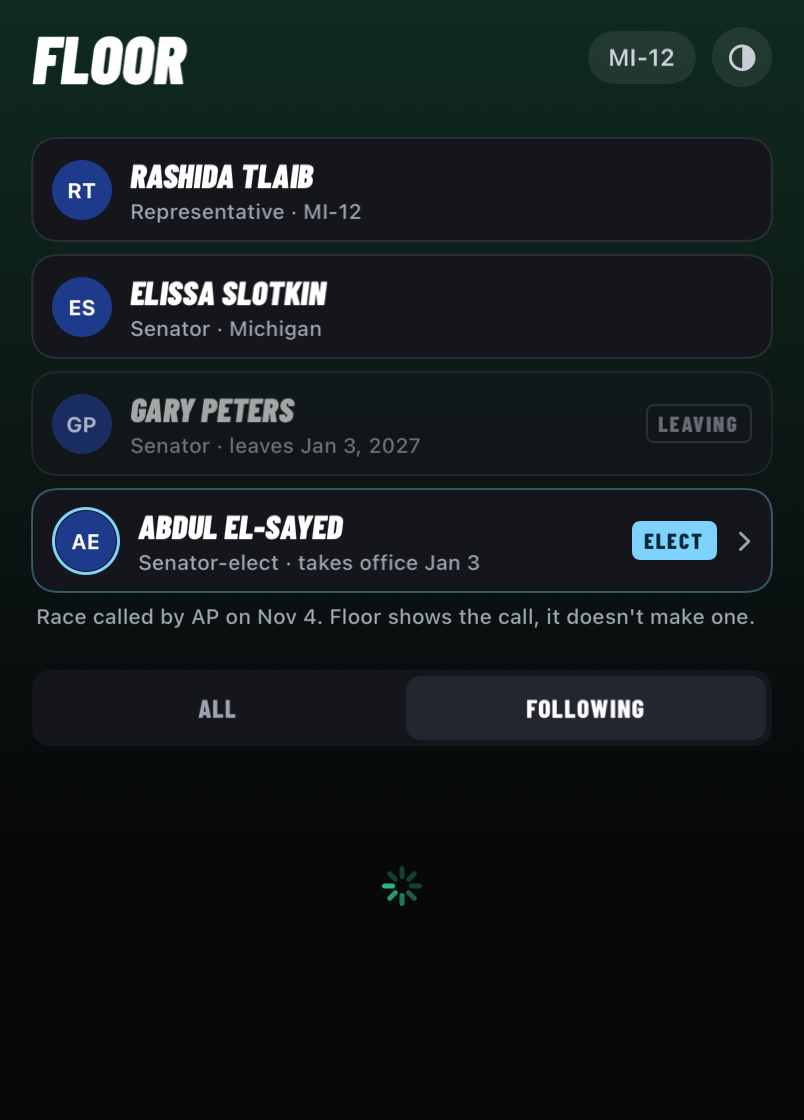 FLOOR
MI-12
RT
RASHIDA TLAIB
Representative · MI-12
ES
ELISSA SLOTKIN
Senator · Michigan
GP
GARY PETERS
Senator · leaves Jan 3, 2027
LEAVING
AE
ABDUL EL-SAYED
Senator-elect · takes office Jan 3
ELECT
Race called by AP on Nov 4. Floor shows the call, it doesn't make one.
ALL
FOLLOWING